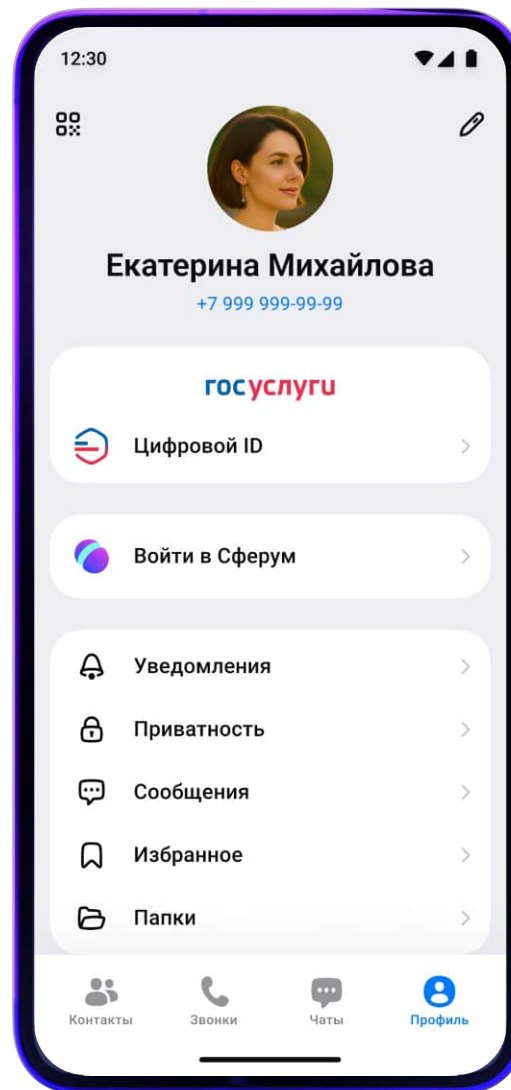 12:30
Екатерина Михайлова
+7 999 999-99-99
госуслуги
Цифровой ID
Войти в Сферум
Уведомления
Приватность
Сообщения
Избранное
Папки
Контакты
Звонки
Чаты
Профиль